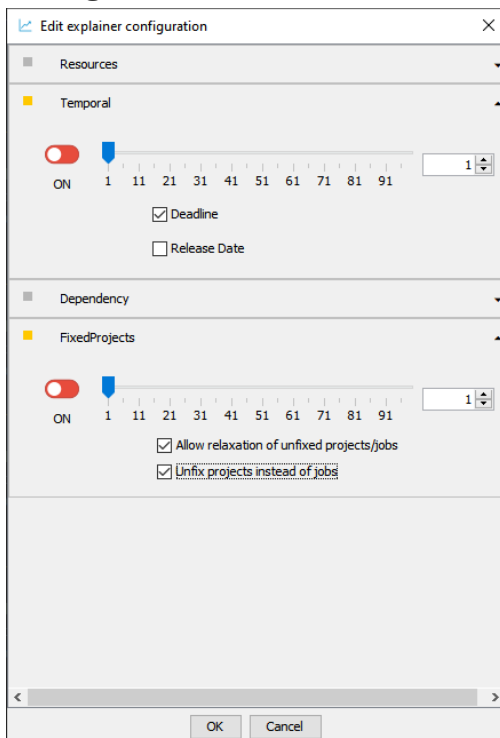 Edit explainer configuration
Resources
Temporal
ON
1 11 21 31 41 51 61 71 81 91
1
Deadline
Release Date
Dependency
FixedProjects
ON
1 11 21 31 41 51 61 71 81 91
1
Allow relaxation of unfixed projects/jobs
Unfix projects instead of jobs
OK Cancel